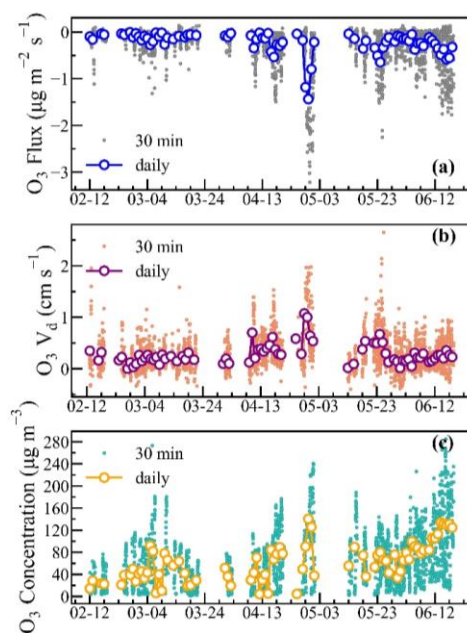 0
(a)
-1
O₃ Flux (μg m⁻² s⁻¹)
-2
30 min
daily
-3
02-12 03-04 03-24 04-13 05-03 05-23 06-12
(b)
30 min
daily
2
O₃ V_d (cm s⁻¹)
1
0
02-12 03-04 03-24 04-13 05-03 05-23 06-12
(c)
280
30 min
240
daily
200
O₃ Concentration (μg m⁻³)
160
120
80
40
0
02-12 03-04 03-24 04-13 05-03 05-23 06-12